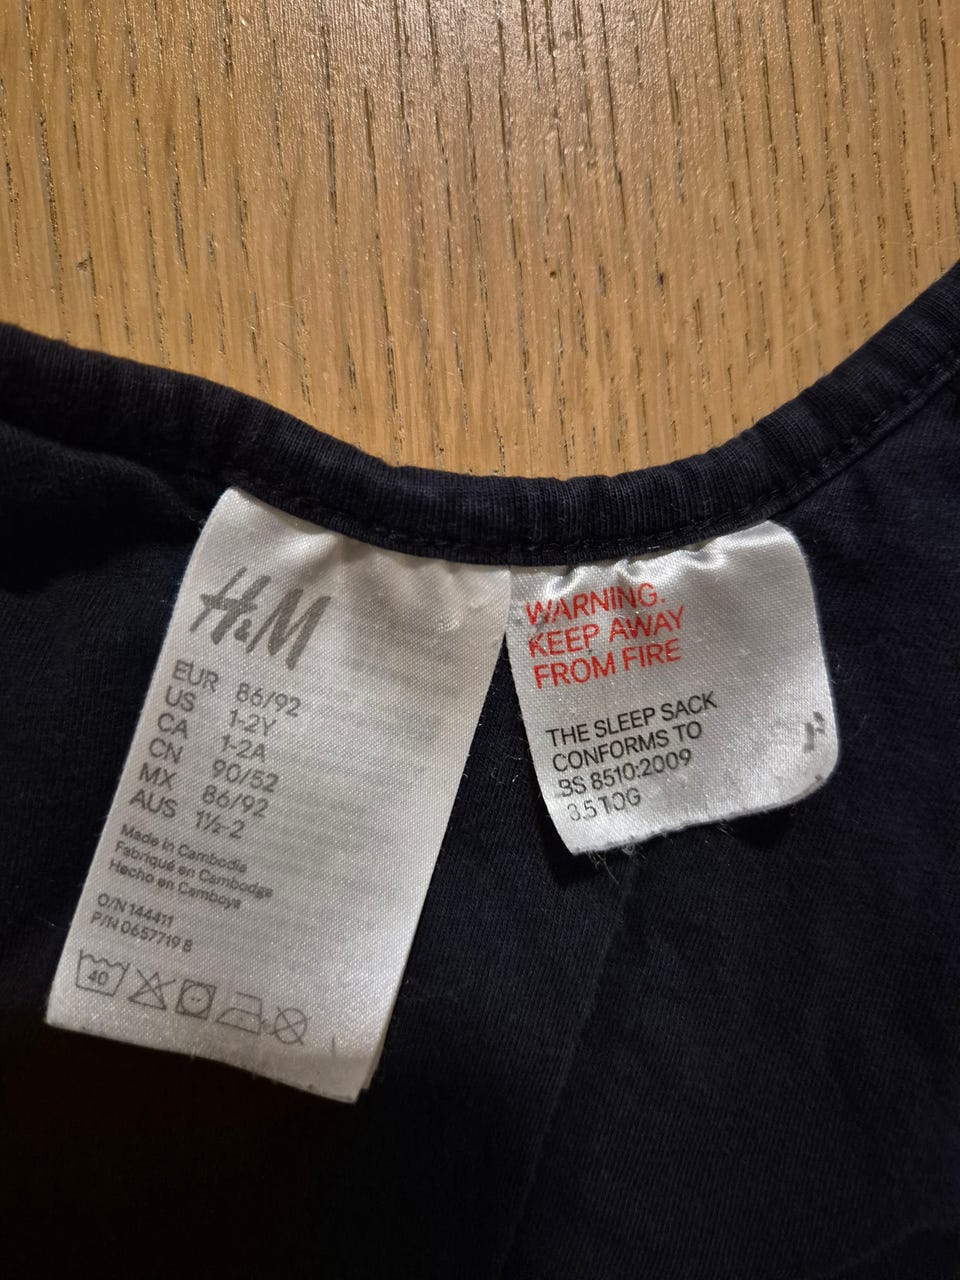 H&M
EUR 86/92
US 1-2Y
CA 1-2A
CN 90/52
MX 86/92
AUS 1½-2
Made in Cambodia
Fabriqué en Cambodge
Hecho en Camboya
O/N 144411
P/N 0657719 8
40
WARNING.
KEEP AWAY
FROM FIRE
THE SLEEP SACK
CONFORMS TO
BS 8510:2009
3.5 TOG